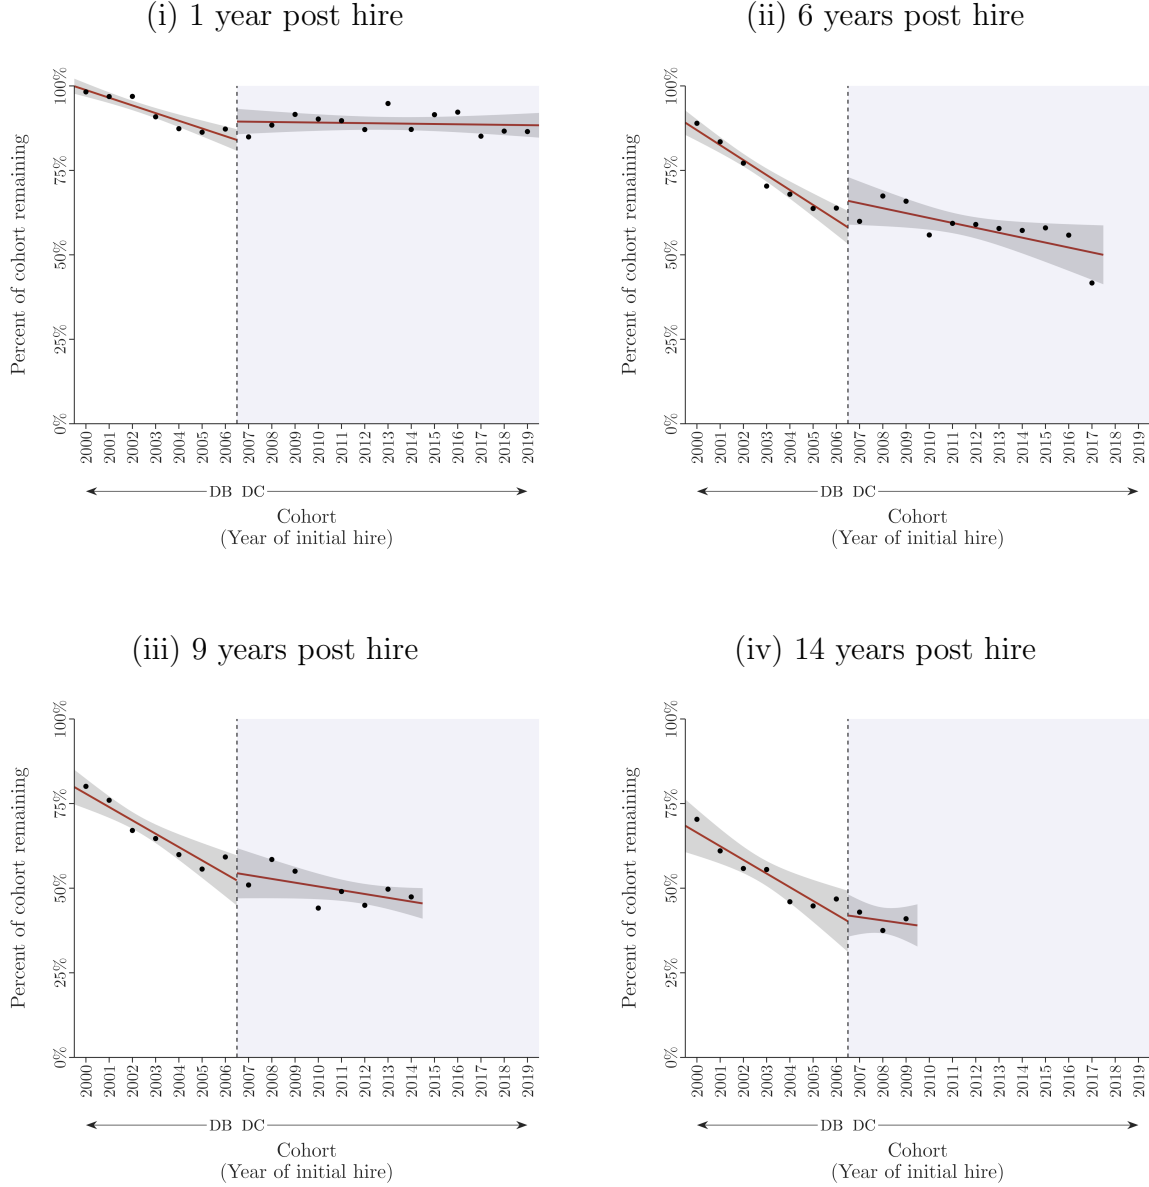 (i) 1 year post hire
Percent of cohort remaining
100%
75%
50%
25%
0%
2000 2001 2002 2003 2004 2005 2006 2007 2008 2009 2010 2011 2012 2013 2014 2015 2016 2017 2018 2019
DB DC
Cohort
(Year of initial hire)
(ii) 6 years post hire
Percent of cohort remaining
100%
75%
50%
25%
0%
2000 2001 2002 2003 2004 2005 2006 2007 2008 2009 2010 2011 2012 2013 2014 2015 2016 2017 2018 2019
DB DC
Cohort
(Year of initial hire)
(iii) 9 years post hire
Percent of cohort remaining
100%
75%
50%
25%
0%
2000 2001 2002 2003 2004 2005 2006 2007 2008 2009 2010 2011 2012 2013 2014 2015 2016 2017 2018 2019
DB DC
Cohort
(Year of initial hire)
(iv) 14 years post hire
Percent of cohort remaining
100%
75%
50%
25%
0%
2000 2001 2002 2003 2004 2005 2006 2007 2008 2009 2010 2011 2012 2013 2014 2015 2016 2017 2018 2019
DB DC
Cohort
(Year of initial hire)